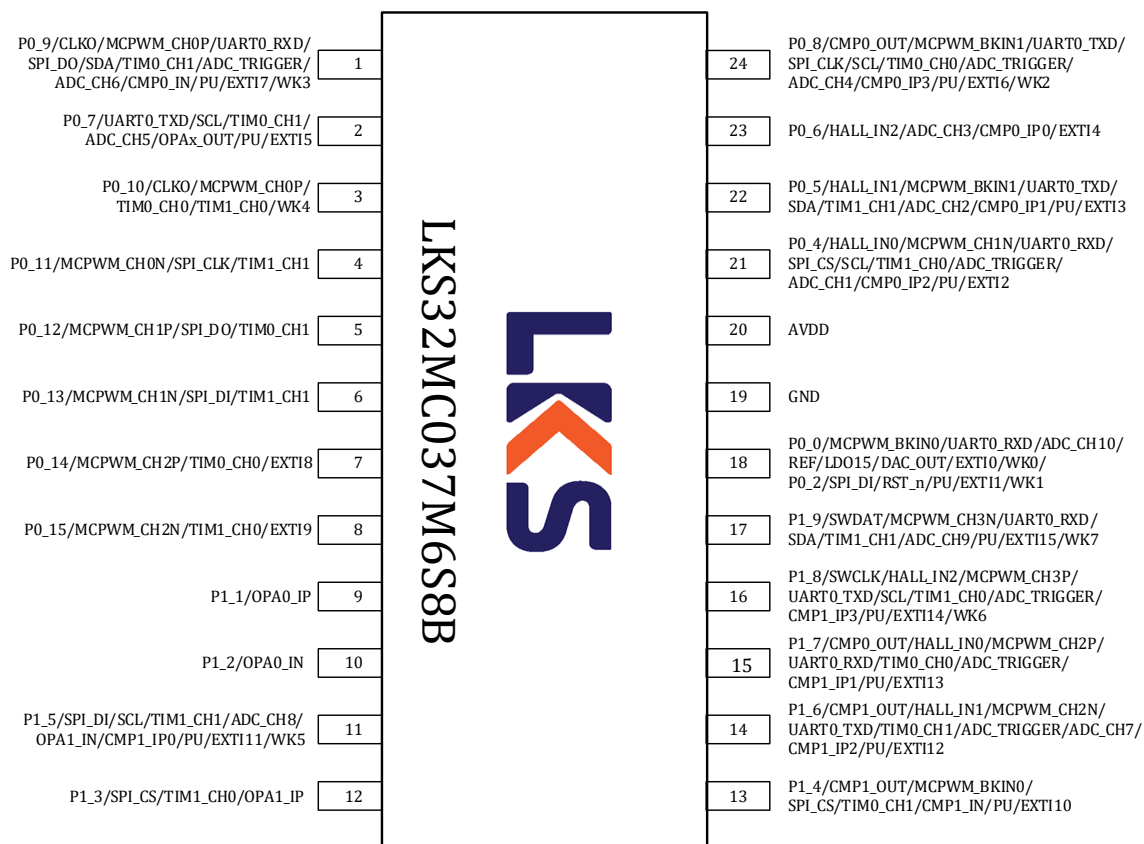 P0_9/CLKO/MCPWM_CH0P/UART0_RXD/
SPI_DO/SDA/TIM0_CH1/ADC_TRIGGER/
ADC_CH6/CMP0_IN/PU/EXTI7/WK3
1
P0_7/UART0_TXD/SCL/TIM0_CH1/
ADC_CH5/OPAx_OUT/PU/EXTI5
2
P0_10/CLKO/MCPWM_CH0P/
TIM0_CH0/TIM1_CH0/WK4
3
P0_11/MCPWM_CH0N/SPI_CLK/TIM1_CH1
4
P0_12/MCPWM_CH1P/SPI_DO/TIM0_CH1
5
P0_13/MCPWM_CH1N/SPI_DI/TIM1_CH1
6
P0_14/MCPWM_CH2P/TIM0_CH0/EXTI8
7
P0_15/MCPWM_CH2N/TIM1_CH0/EXTI9
8
P1_1/OPA0_IP
9
P1_2/OPA0_IN
10
P1_5/SPI_DI/SCL/TIM1_CH1/ADC_CH8/
OPA1_IN/CMP1_IP0/PU/EXTI11/WK5
11
P1_3/SPI_CS/TIM1_CH0/OPA1_IP
12
LKS32MC037M6S8B
LKS
24
P0_8/CMP0_OUT/MCPWM_BKIN1/UART0_TXD/
SPI_CLK/SCL/TIM0_CH0/ADC_TRIGGER/
ADC_CH4/CMP0_IP3/PU/EXTI6/WK2
23
P0_6/HALL_IN2/ADC_CH3/CMP0_IP0/EXTI4
22
P0_5/HALL_IN1/MCPWM_BKIN1/UART0_TXD/
SDA/TIM1_CH1/ADC_CH2/CMP0_IP1/PU/EXTI3
21
P0_4/HALL_IN0/MCPWM_CH1N/UART0_RXD/
SPI_CS/SCL/TIM1_CH0/ADC_TRIGGER/
ADC_CH1/CMP0_IP2/PU/EXTI2
20
AVDD
19
GND
18
P0_0/MCPWM_BKIN0/UART0_RXD/ADC_CH10/
REF/LDO15/DAC_OUT/EXTI0/WK0/
P0_2/SPI_DI/RST_n/PU/EXTI1/WK1
17
P1_9/SWDAT/MCPWM_CH3N/UART0_RXD/
SDA/TIM1_CH1/ADC_CH9/PU/EXTI15/WK7
16
P1_8/SWCLK/HALL_IN2/MCPWM_CH3P/
UART0_TXD/SCL/TIM1_CH0/ADC_TRIGGER/
CMP1_IP3/PU/EXTI14/WK6
15
P1_7/CMP0_OUT/HALL_IN0/MCPWM_CH2P/
UART0_RXD/TIM0_CH0/ADC_TRIGGER/
CMP1_IP1/PU/EXTI13
14
P1_6/CMP1_OUT/HALL_IN1/MCPWM_CH2N/
UART0_TXD/TIM0_CH1/ADC_TRIGGER/ADC_CH7/
CMP1_IP2/PU/EXTI12
13
P1_4/CMP1_OUT/MCPWM_BKIN0/
SPI_CS/TIM0_CH1/CMP1_IN/PU/EXTI10